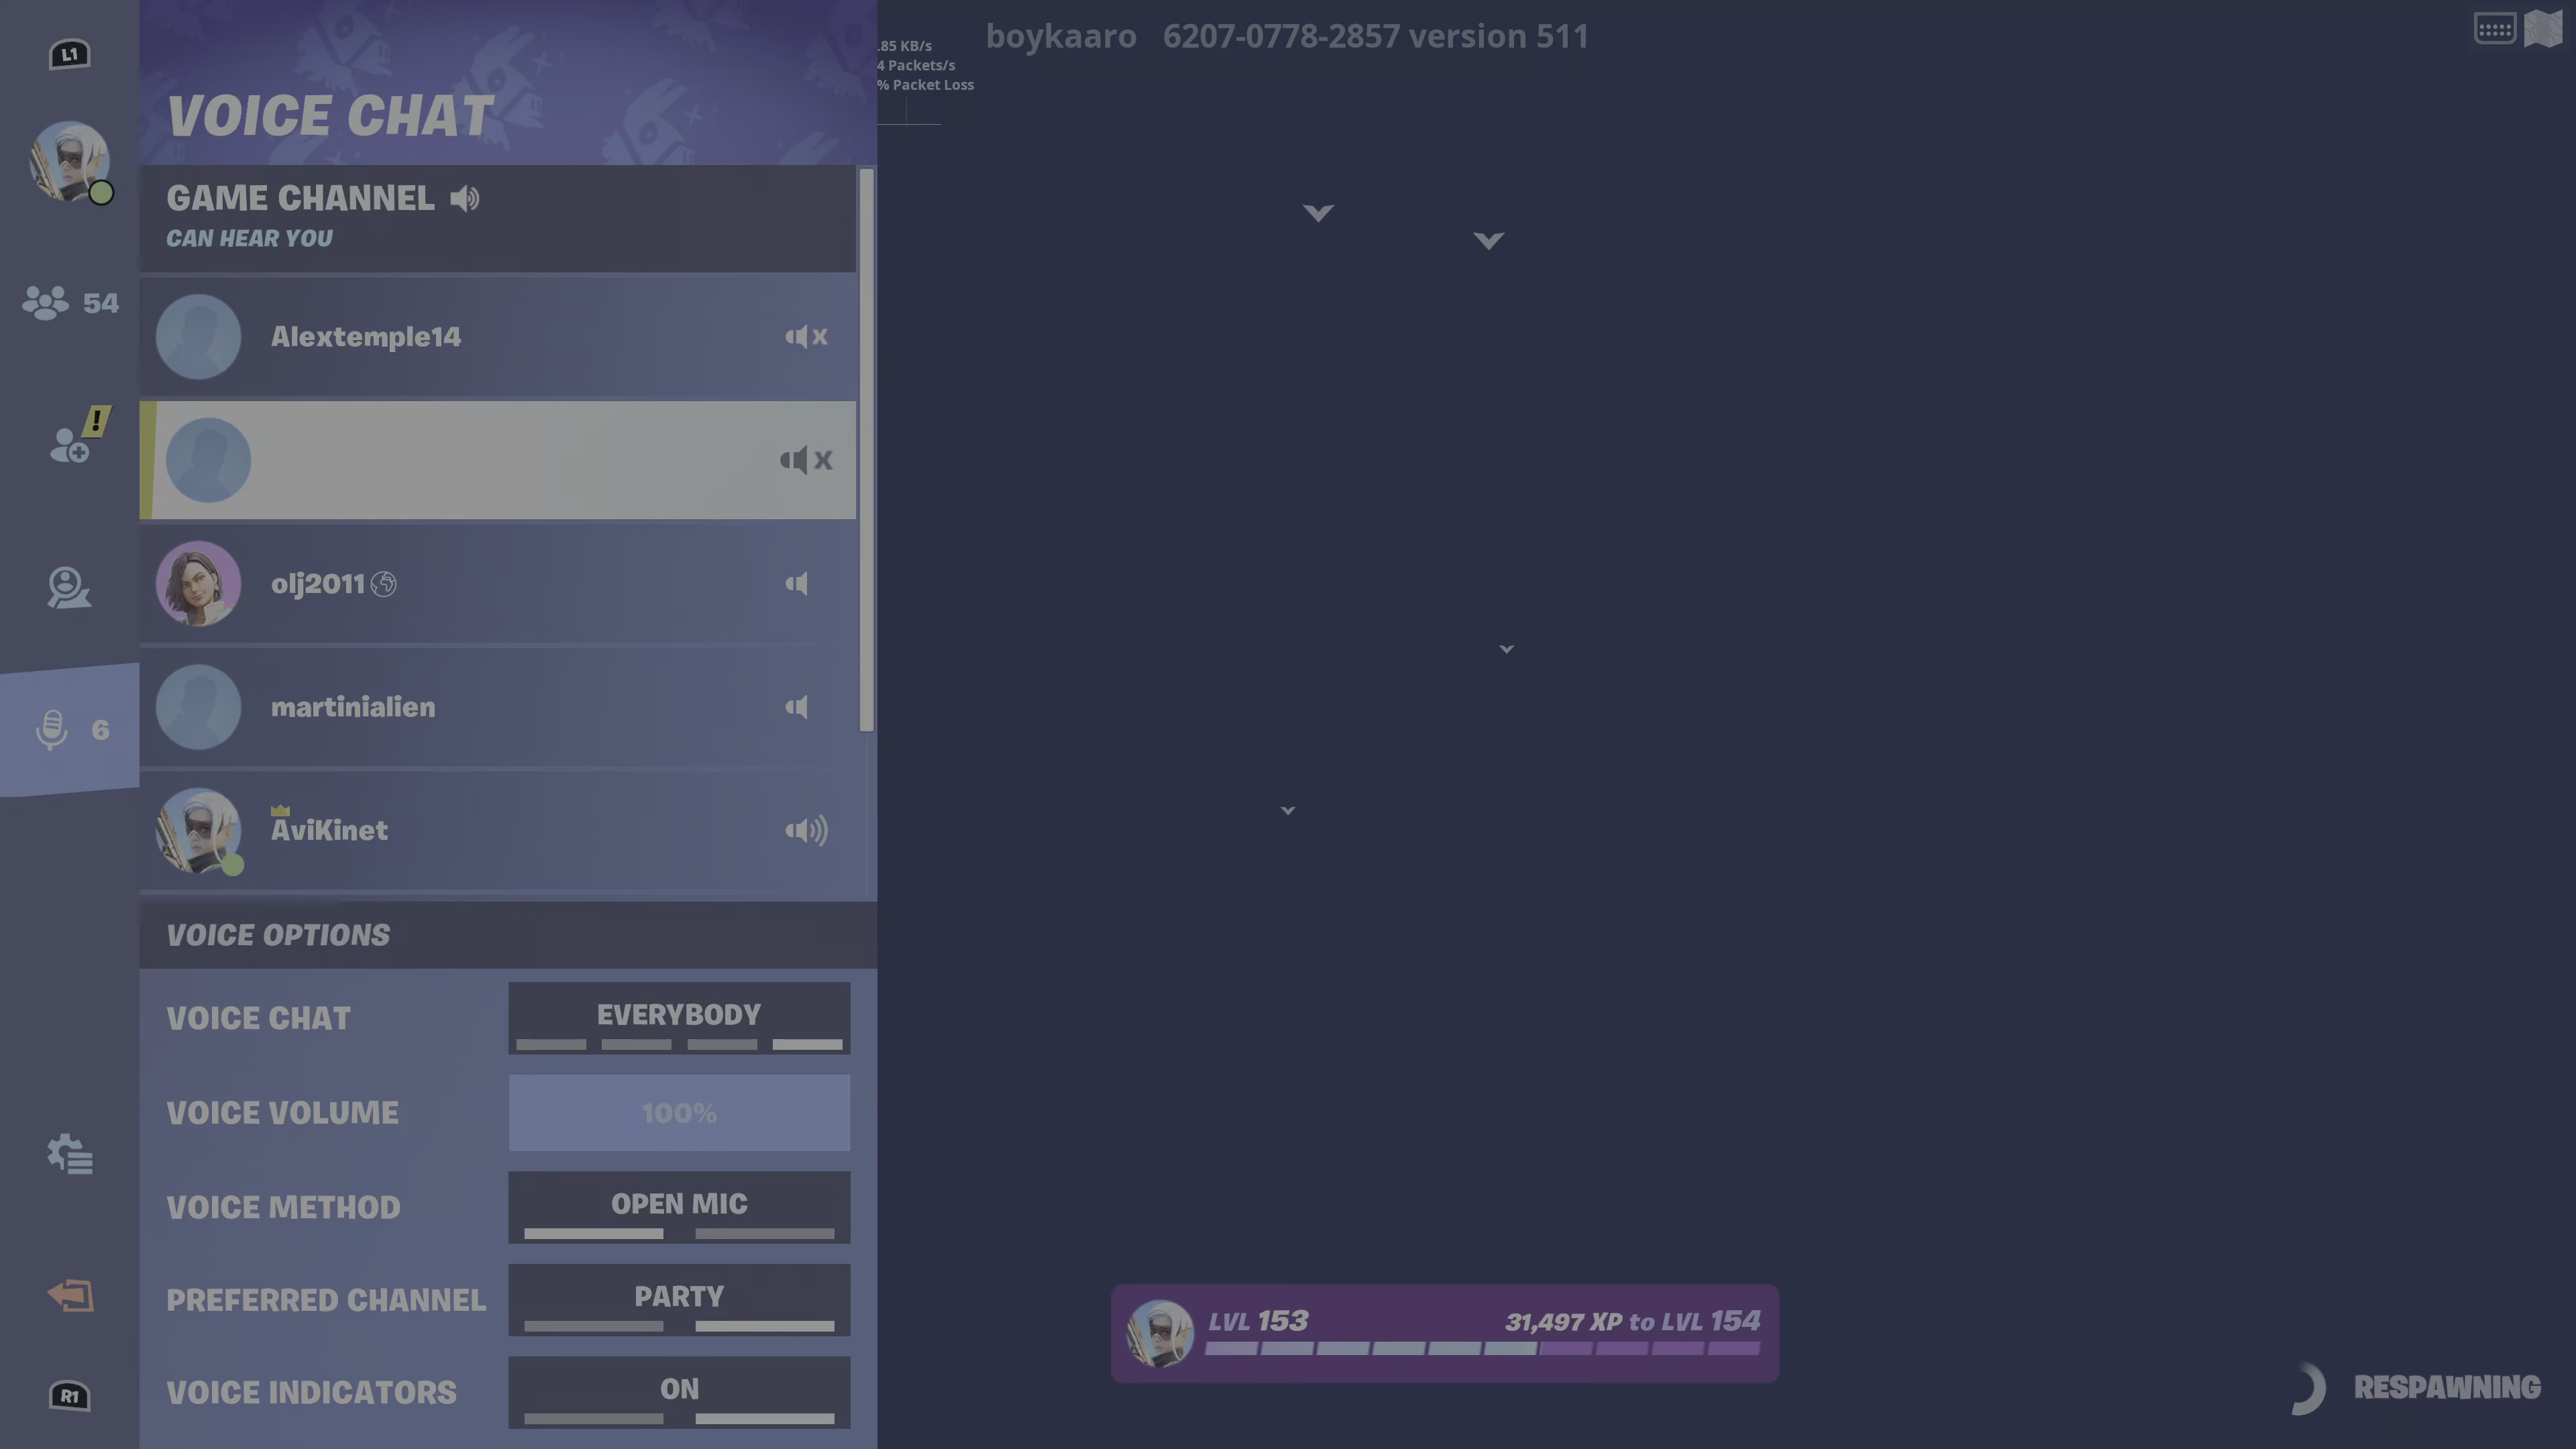 L1
VOICE CHAT
.85 KB/s
4 Packets/s
% Packet Loss
boykaaro 6207-0778-2857 version 511
GAME CHANNEL
CAN HEAR YOU
54
Alextemple14
!
olj2011
martinialien
6
AviKinet
VOICE OPTIONS
VOICE CHAT EVERYBODY
VOICE VOLUME 100%
VOICE METHOD OPEN MIC
PREFERRED CHANNEL PARTY
VOICE INDICATORS ON
R1
LVL 153 31,497 XP to LVL 154
RESPAWNING